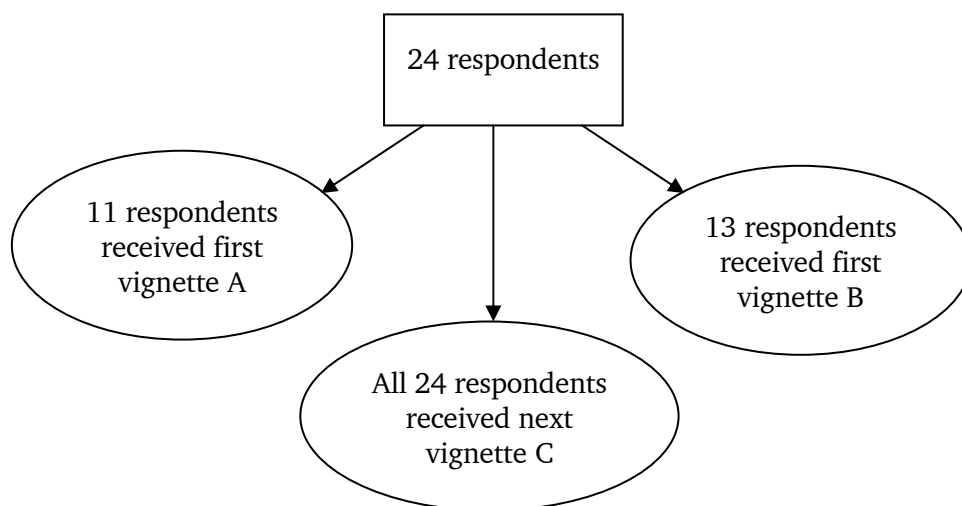 24 respondents
11 respondents
received first
vignette A
13 respondents
received first
vignette B
All 24 respondents
received next
vignette C